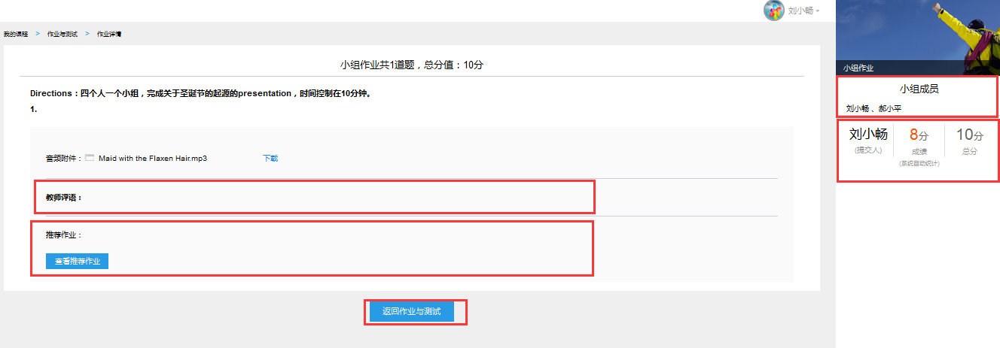 刘小畅
我的课程 > 作业与测试 > 作业详情
小组作业共1道题，总分值：10分
Directions：四个人一个小组，完成关于圣诞节的起源的presentation，时间控制在10分钟。
1.
音频附件： Maid with the Flaxen Hair.mp3 下载
教师评语：
推荐作业：
查看推荐作业
返回作业与测试
小组作业
小组成员
刘小畅 、郝小平
刘小畅 8分 10分
(提交人) 成绩 总分
(系统自动统计)